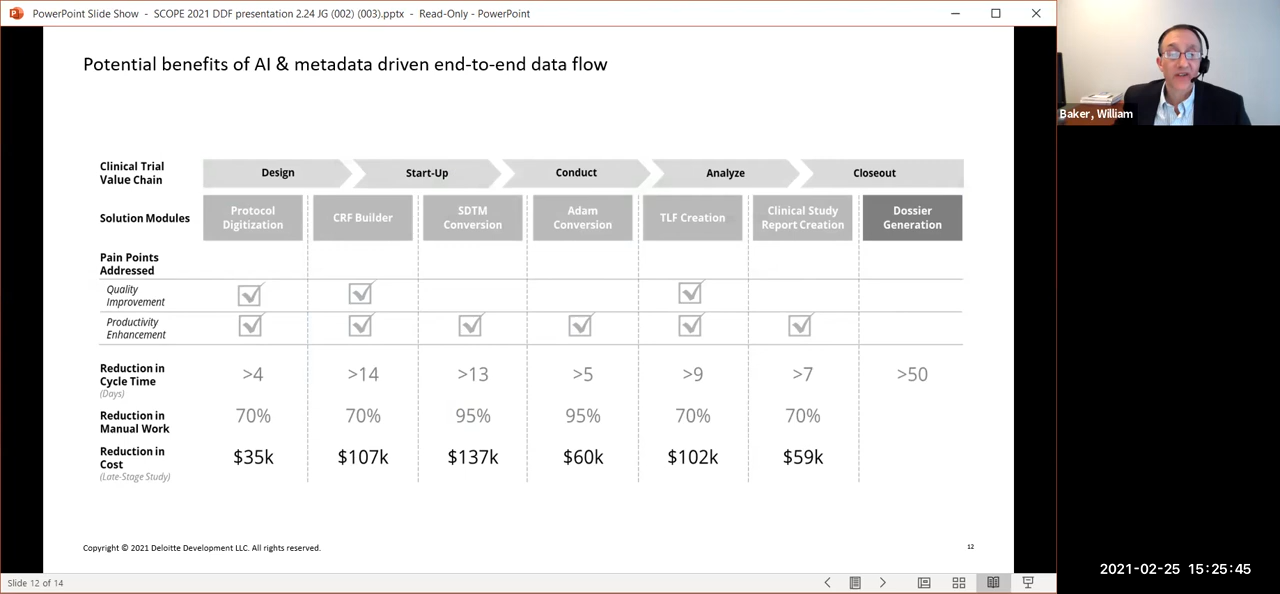 PowerPoint Slide Show - SCOPE 2021 DDF presentation 2.24 JG (002) (003).pptx - Read-Only - PowerPoint
Potential benefits of AI & metadata driven end-to-end data flow
Baker, William
Clinical Trial
Value Chain
Design
Start-Up
Conduct
Analyze
Closeout
Solution Modules
Protocol
Digitization
CRF Builder
SDTM
Conversion
Adam
Conversion
TLF Creation
Clinical Study
Report Creation
Dossier
Generation
Pain Points
Addressed
Quality
Improvement
Productivity
Enhancement
Reduction in
Cycle Time
(Days)
>4
>14
>13
>5
>9
>7
>50
Reduction in
Manual Work
70%
70%
95%
95%
70%
70%
Reduction in
Cost
(Late-Stage Study)
$35k
$107k
$137k
$60k
$102k
$59k
Copyright © 2021 Deloitte Development LLC. All rights reserved.
12
Slide 12 of 14
2021-02-25 15:25:45